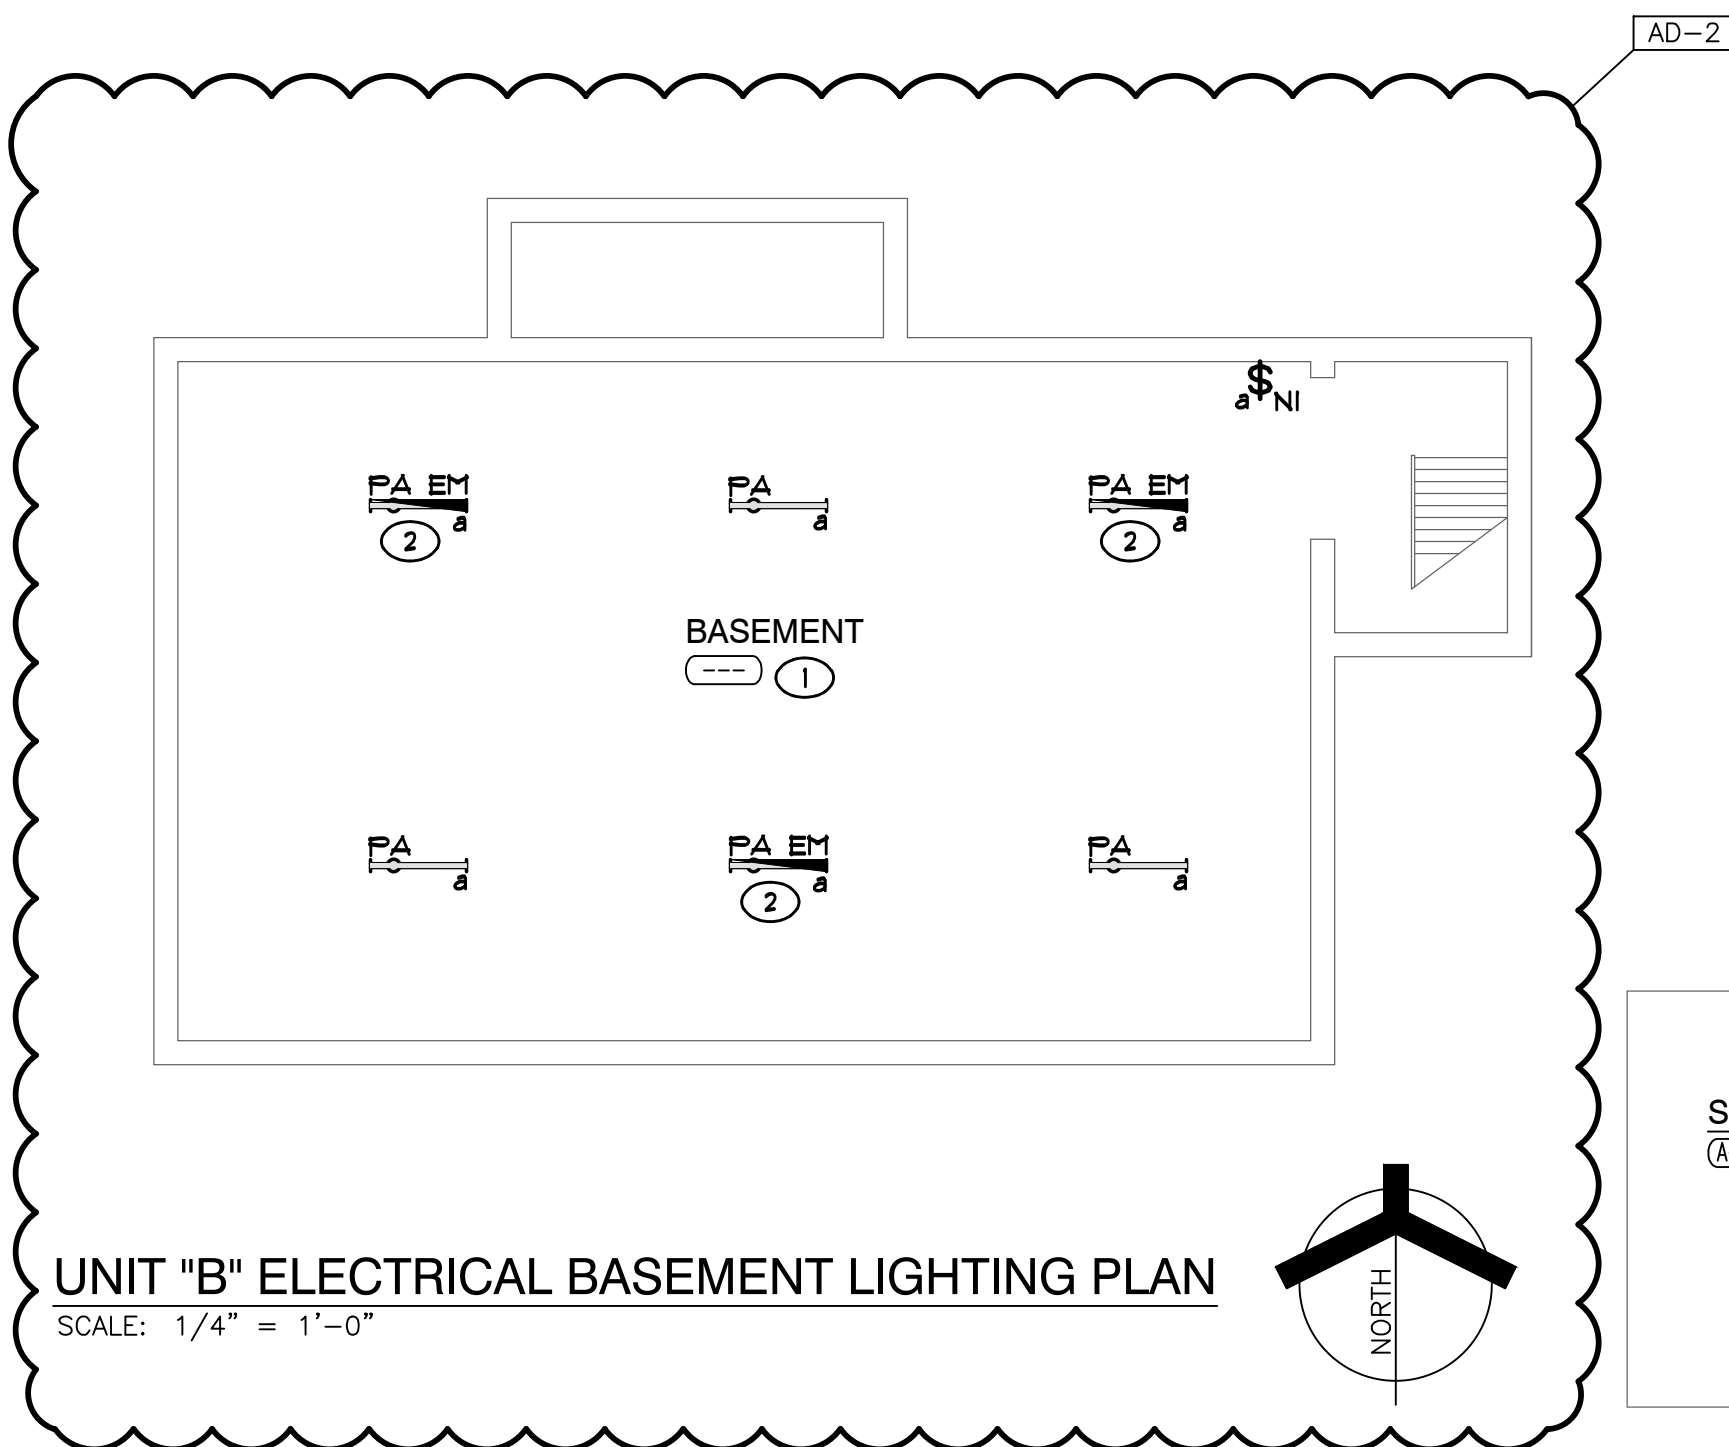 AD-2
a $ NI
PA EM
a
2
PA
a
PA EM
a
2
BASEMENT
--- 1
PA
a
PA EM
a
2
PA
a
S
A
UNIT "B" ELECTRICAL BASEMENT LIGHTING PLAN
SCALE: 1/4" = 1'-0"
NORTH